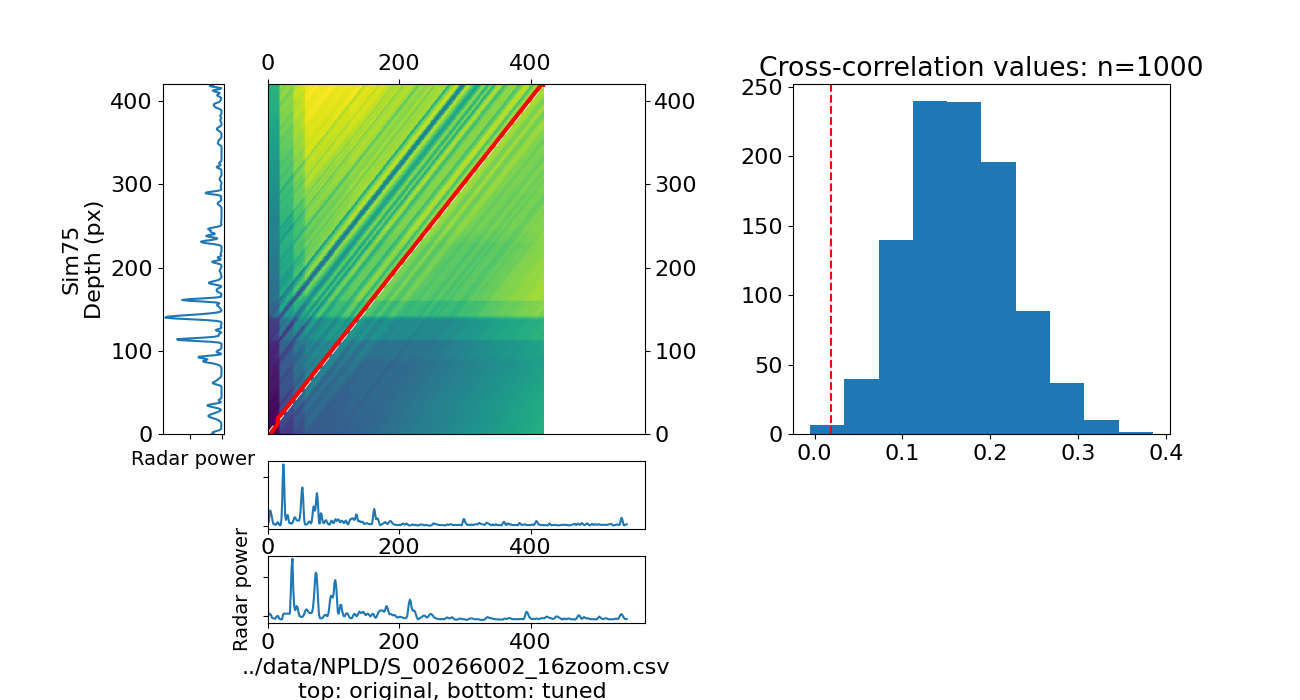 0 200 400
Cross-correlation values: n=1000
400
300
200
100
0
Sim75
Depth (px)
Radar power
400
300
200
100
0
250
200
150
100
50
0
0.0 0.1 0.2 0.3 0.4
0 200 400
Radar power
0 200 400
../data/NPLD/S_00266002_16zoom.csv
top: original, bottom: tuned